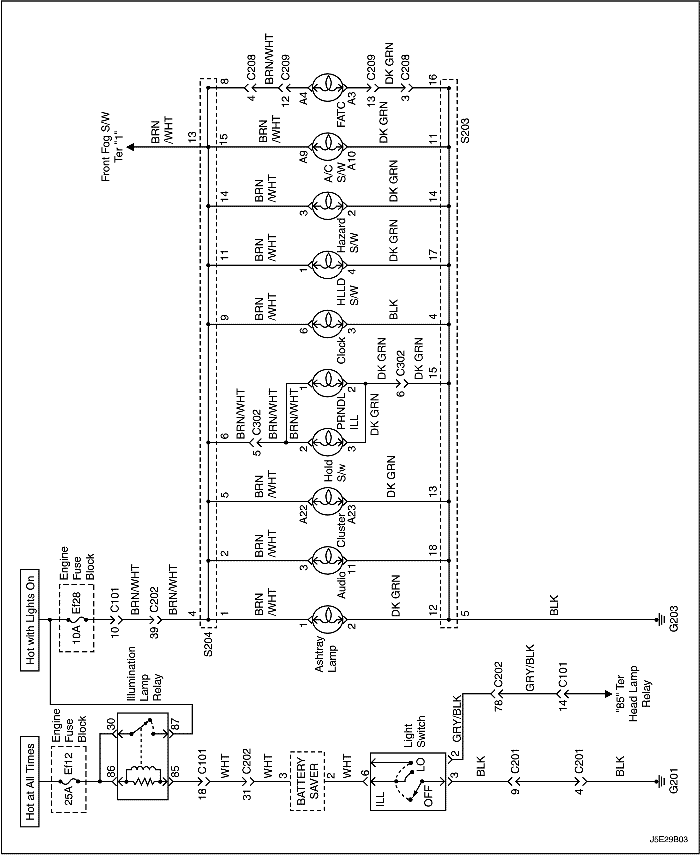 Hot at All Times
Engine
Fuse
Block
25A
Ef12
86
30
Illumination
Lamp
Relay
85
87
18
C101
WHT
31
C202
WHT
3
BATTERY
SAVER
2
WHT
6
Light
Switch
ILL
LO
OFF
3
2
GRY/BLK
78
C202
GRY/BLK
14
C101
"85" Ter
Head Lamp
Relay
BLK
9
C201
4
C201
BLK
G201
Hot with Lights On
Engine
Fuse
Block
10A
Ef28
10
C101
BRN/WHT
39
C202
BRN/WHT
4
S204
1
BRN
/WHT
1
Ashtray
Lamp
2
DK GRN
12
5
BLK
G203
2
BRN
/WHT
3
Audio
11
18
5
BRN
/WHT
A22
Cluster
A23
DK GRN
13
6
BRN/WHT
5
C302
BRN/WHT
BRN/WHT
2
Hold
S/w
3
1
PRNDL
ILL
2
DK GRN
DK GRN
6
C302
DK GRN
15
9
BRN
/WHT
6
Clock
3
BLK
4
11
BRN
/WHT
1
HLLD
S/W
4
DK GRN
17
14
BRN
/WHT
3
Hazard
S/W
2
DK GRN
14
Front Fog S/W
Ter "1"
BRN
/WHT
13
15
BRN
/WHT
A9
A/C
S/W
A10
DK GRN
11
8
4
C208
BRN/WHT
12
C209
A4
FATC
A3
13
C209
DK GRN
3
C208
16
S203
J5E29B03